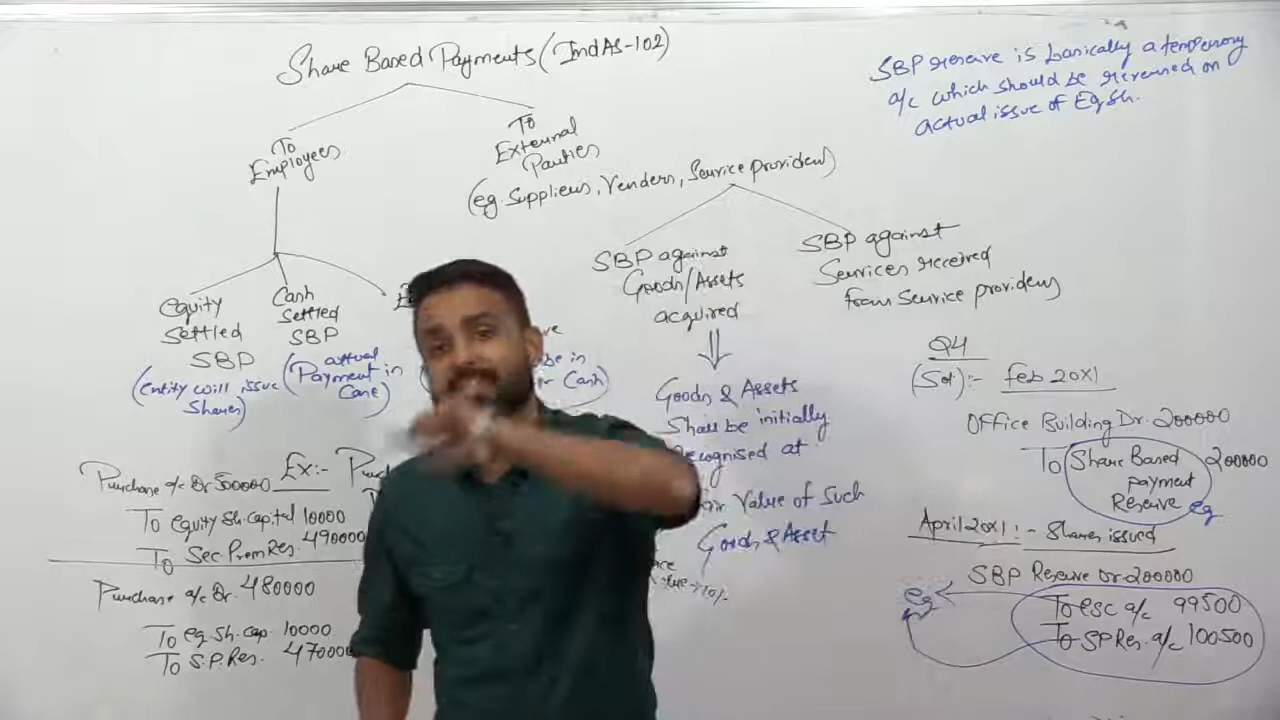 Share Based Payments (IndAS-102)
To
Employees
To
External
Parties
(eg. Suppliers, Vendors, Service providers)
Equity
Settled
SBP
(entity will issue
Shares)
Cash
Settled
SBP
(actual
Payment in
Case)
be in
Cash)
SBP against
Goods/Assets
acquired
Goods & Assets
Shall be initially
recognised at
Value of Such
Goods & Asset
SBP against
Services received
from Service providers
SBP reserve is basically a temporary
a/c which should be reversed on
actual issue of Eq Sh.
Purchase a/c Dr 500000
To equity Sh. Capital 10000
To Sec. Prem Res. 490000
Purchase a/c Dr. 480000
To eq Sh. Cap. 10000
To S.P. Res. 470000
Ex:-
Q4
(Sol):- Feb 20x1
Office Building Dr. 200000
To Share Based 200000
payment
Reserve eq
April 20x1:- Shares issued
SBP Reserve Dr 200000
To ESC a/c 99500
To SP Res. a/c 100500
eq